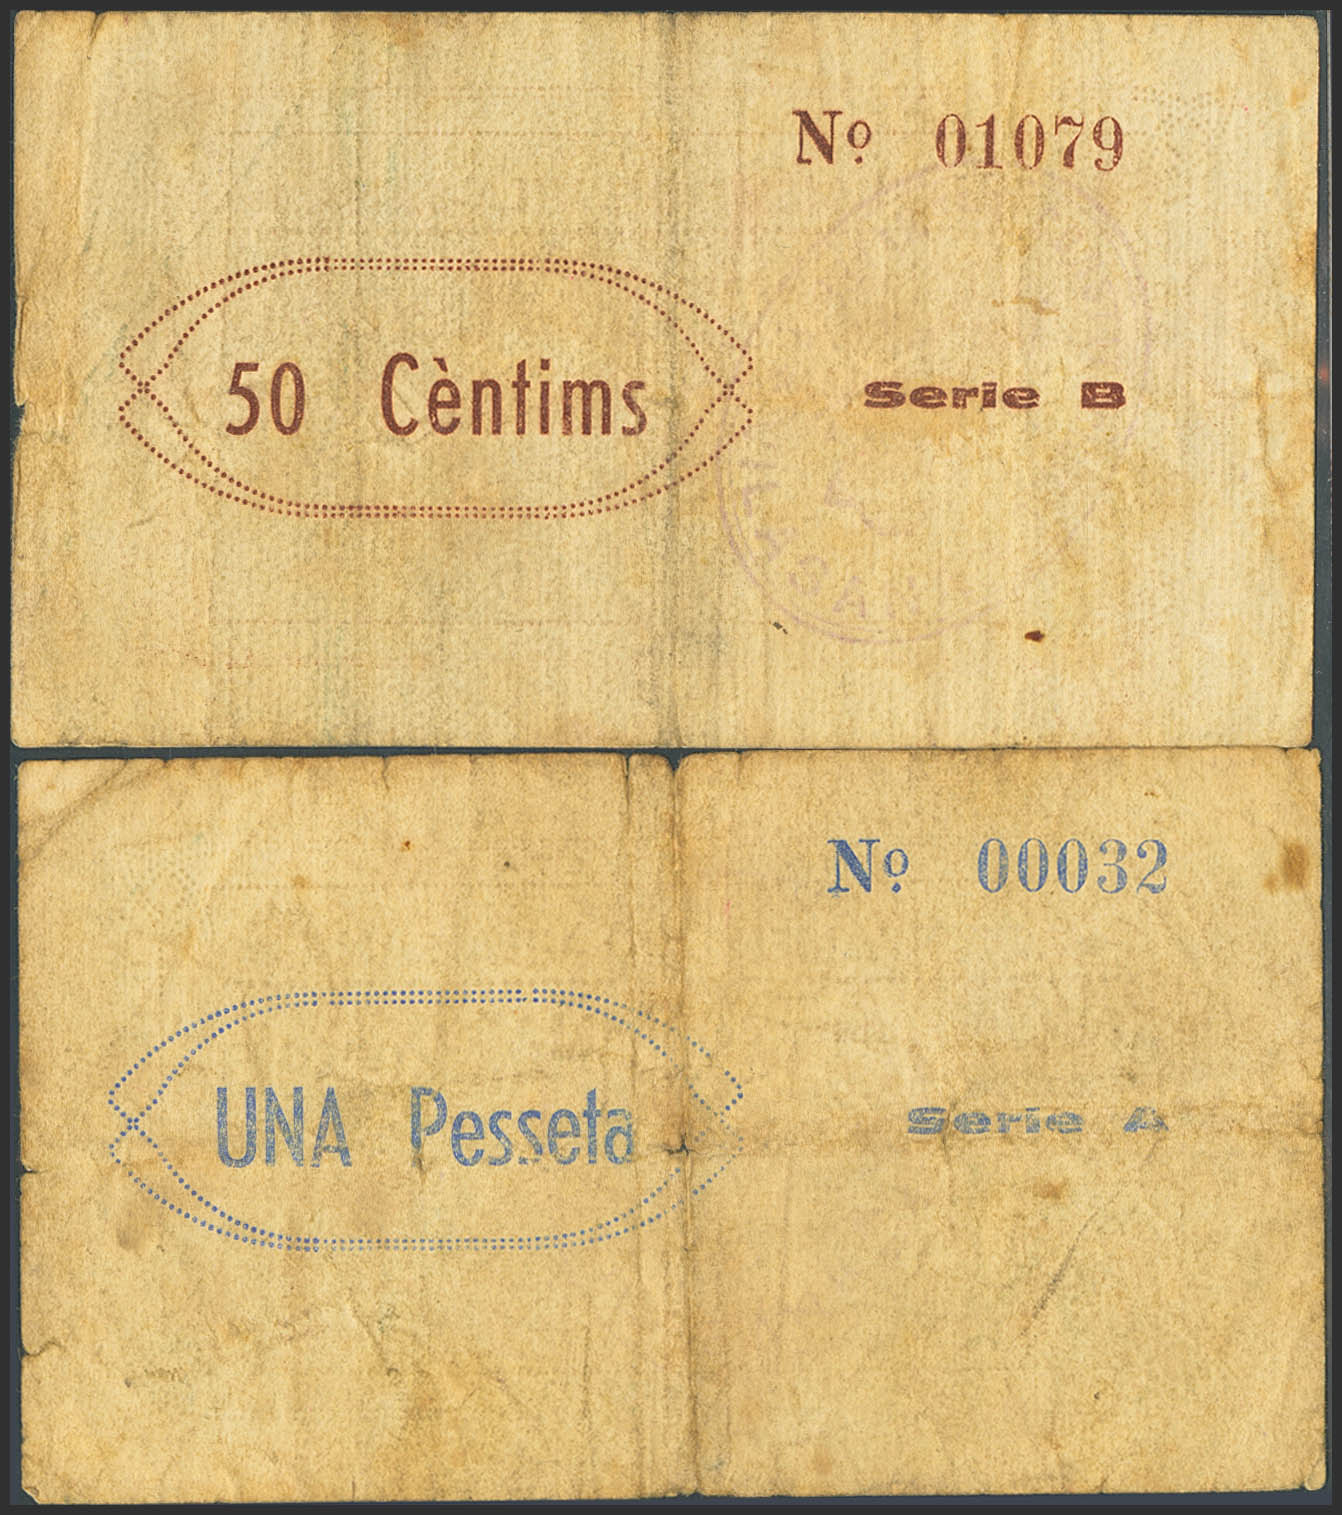 Nº 01079
50 Cèntims
Serie B
Nº 00032
UNA Pesseta
Serie A